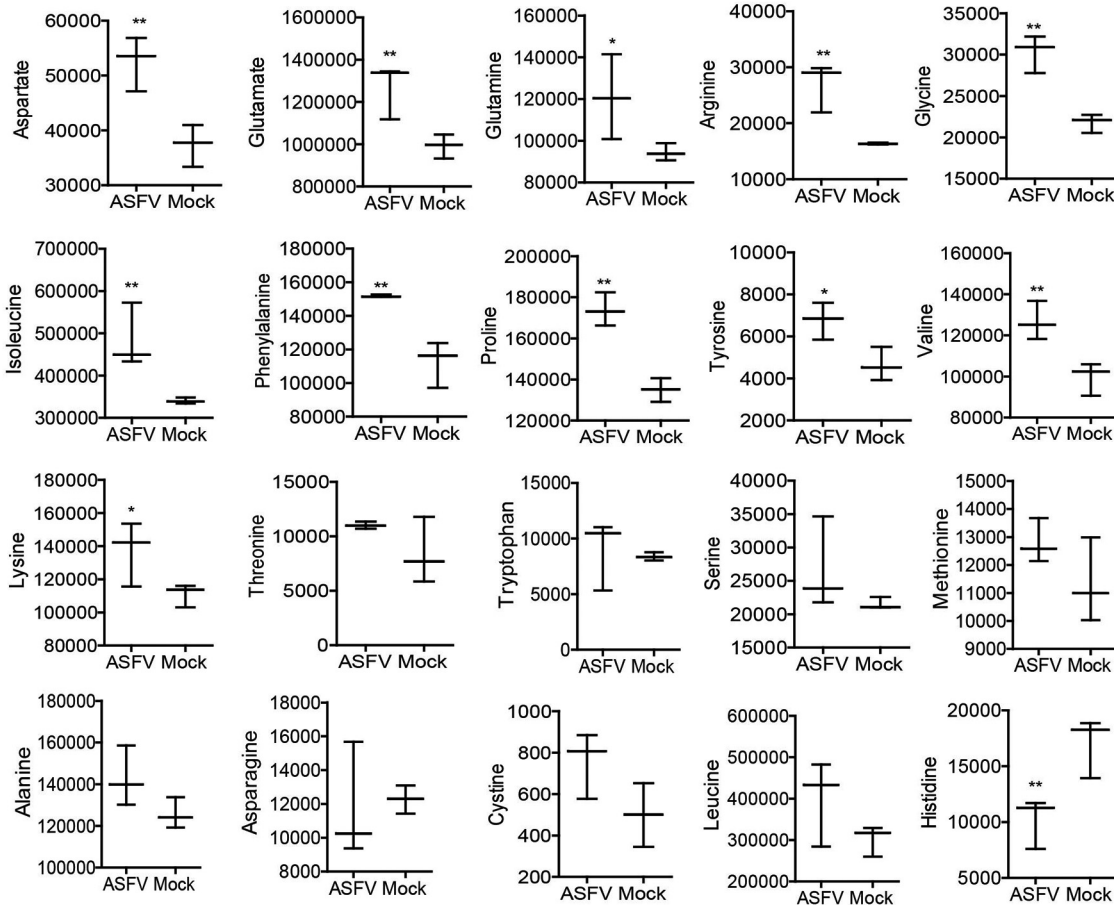 Aspartate
60000
50000
40000
30000
**
ASFV Mock
Glutamate
1600000
1400000
1200000
1000000
800000
**
ASFV Mock
Glutamine
160000
140000
120000
100000
80000
*
ASFV Mock
Arginine
40000
30000
20000
10000
**
ASFV Mock
Glycine
35000
30000
25000
20000
15000
**
ASFV Mock
Isoleucine
700000
600000
500000
400000
300000
**
ASFV Mock
Phenylalanine
180000
160000
140000
120000
100000
80000
**
ASFV Mock
Proline
200000
180000
160000
140000
120000
**
ASFV Mock
Tyrosine
10000
8000
6000
4000
2000
*
ASFV Mock
Valine
160000
140000
120000
100000
80000
**
ASFV Mock
Lysine
180000
160000
140000
120000
100000
80000
*
ASFV Mock
Threonine
15000
10000
5000
0
ASFV Mock
Tryptophan
15000
10000
5000
0
ASFV Mock
Serine
40000
35000
30000
25000
20000
15000
ASFV Mock
Methionine
15000
14000
13000
12000
11000
10000
9000
ASFV Mock
Alanine
180000
160000
140000
120000
100000
ASFV Mock
Asparagine
18000
16000
14000
12000
10000
8000
ASFV Mock
Cystine
1000
800
600
400
200
ASFV Mock
Leucine
600000
500000
400000
300000
200000
ASFV Mock
Histidine
20000
15000
10000
5000
**
ASFV Mock